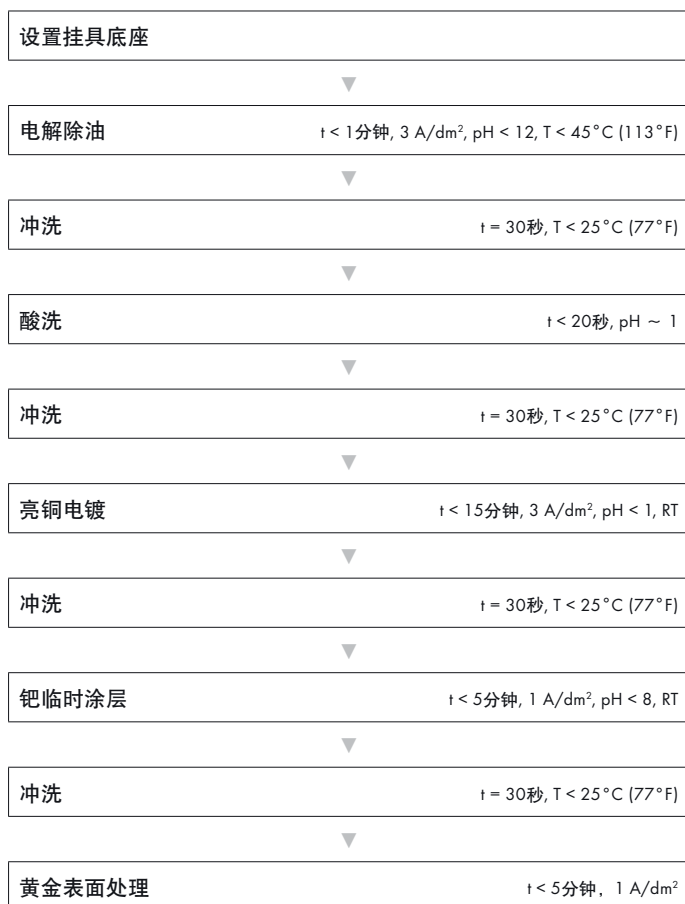 设置挂具底座
电解除油 t < 1分钟, 3 A/dm², pH < 12, T < 45°C (113°F)
冲洗 t = 30秒, T < 25°C (77°F)
酸洗 t < 20秒, pH ~ 1
冲洗 t = 30秒, T < 25°C (77°F)
亮铜电镀 t < 15分钟, 3 A/dm², pH < 1, RT
冲洗 t = 30秒, T < 25°C (77°F)
钯临时涂层 t < 5分钟, 1 A/dm², pH < 8, RT
冲洗 t = 30秒, T < 25°C (77°F)
黄金表面处理 t < 5分钟，1 A/dm²